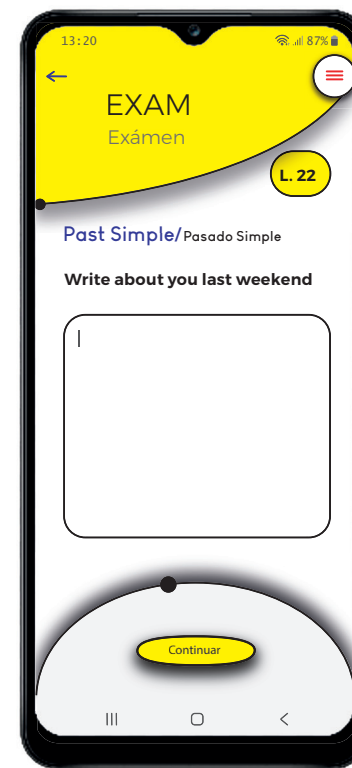 13:20 87%
EXAM
Exámen
L. 22
Past Simple/Pasado Simple
Write about you last weekend
Continuar